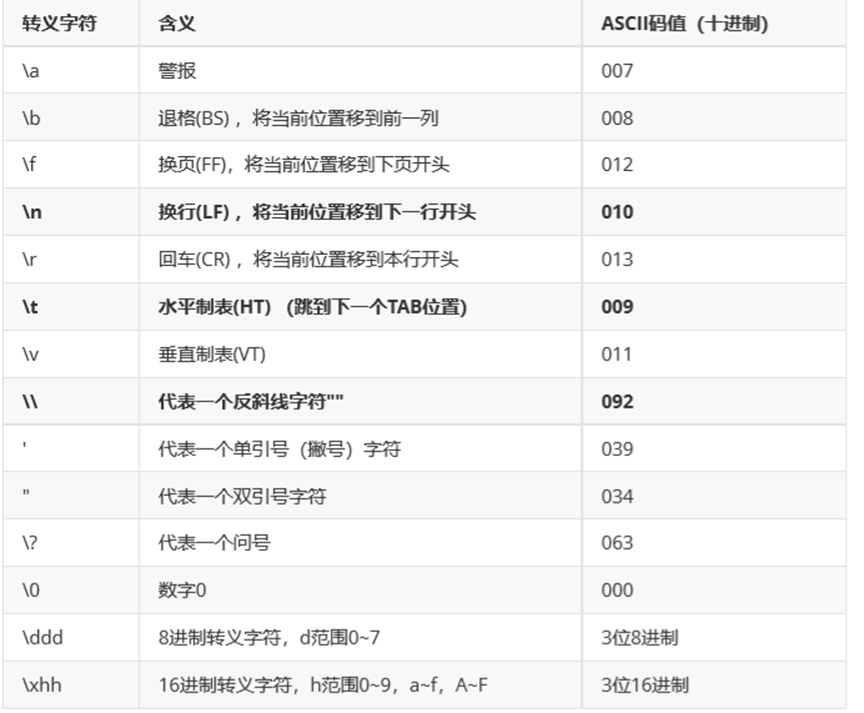 转义字符 含义 ASCII码值（十进制）
\a 警报 007
\b 退格(BS) ，将当前位置移到前一列 008
\f 换页(FF)，将当前位置移到下页开头 012
\n 换行(LF) ，将当前位置移到下一行开头 010
\r 回车(CR) ，将当前位置移到本行开头 013
\t 水平制表(HT) （跳到下一个TAB位置） 009
\v 垂直制表(VT) 011
\\ 代表一个反斜线字符"" 092
' 代表一个单引号（撇号）字符 039
" 代表一个双引号字符 034
\? 代表一个问号 063
\0 数字0 000
\ddd 8进制转义字符，d范围0~7 3位8进制
\xhh 16进制转义字符，h范围0~9，a~f，A~F 3位16进制